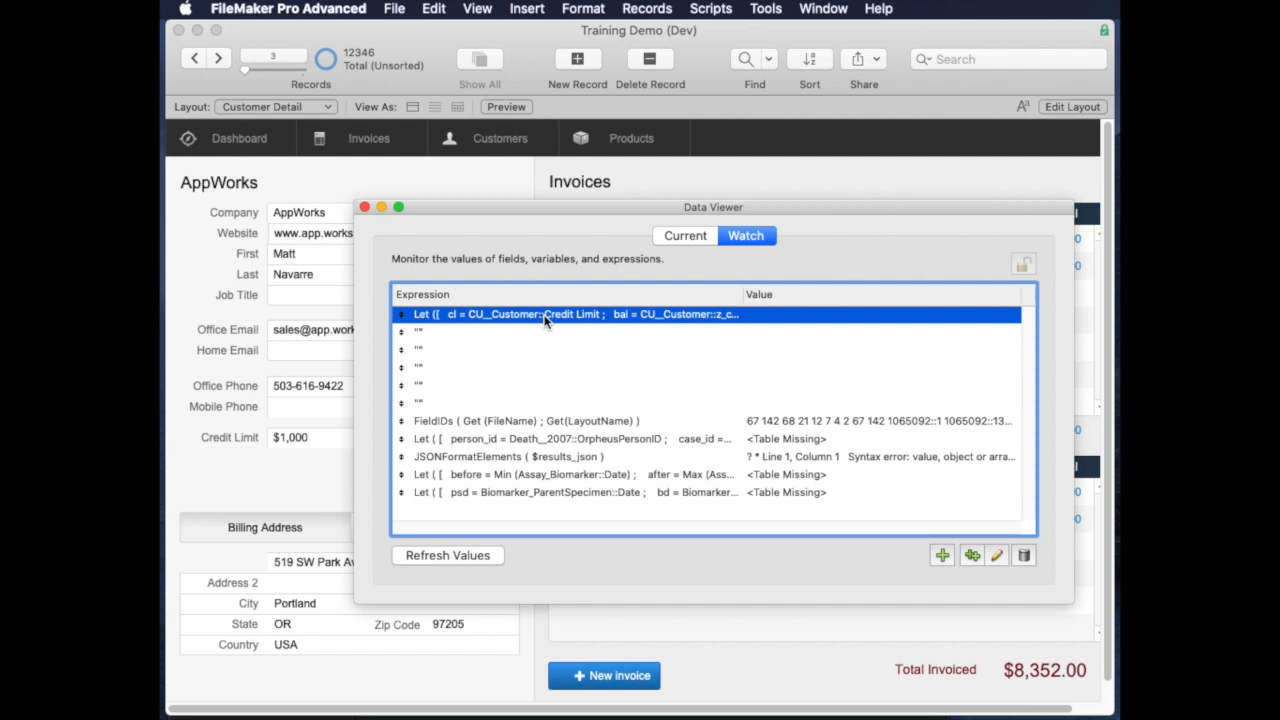 FileMaker Pro Advanced File Edit View Insert Format Records Scripts Tools Window Help
Training Demo (Dev)
3
12346
Total (Unsorted)
Search
Records Show All New Record Delete Record Find Sort Share
Layout: Customer Detail View As: Preview Aa Edit Layout
Dashboard Invoices Customers Products
AppWorks
Invoices
Company AppWorks
Website www.app.works
First Matt
Last Navarre
Job Title
Office Email sales@app.work
Home Email
Office Phone 503-616-9422
Mobile Phone
Credit Limit $1,000
Billing Address
519 SW Park Av
Address 2
City Portland
State OR Zip Code 97205
Country USA
Data Viewer
Current Watch
Monitor the values of fields, variables, and expressions.
Expression Value
Let ([ cl = CU__Customer::Credit Limit ; bal = CU__Customer::z_c...
""
""
""
""
""
FieldIDs ( Get (FileName) ; Get(LayoutName) ) 67 142 68 21 12 7 4 2 67 142 1065092::1 1065092::13...
Let ( [ person_id = Death__2007::OrpheusPersonID ; case_id =... <Table Missing>
JSONFormatElements ( $results_json ) ? * Line 1, Column 1 Syntax error: value, object or arra...
Let ( [ before = Min (Assay_Biomarker::Date) ; after = Max (Ass... <Table Missing>
Let ( [ psd = Biomarker_ParentSpecimen::Date ; bd = Biomarker... <Table Missing>
Refresh Values
+ New invoice
Total Invoiced $8,352.00